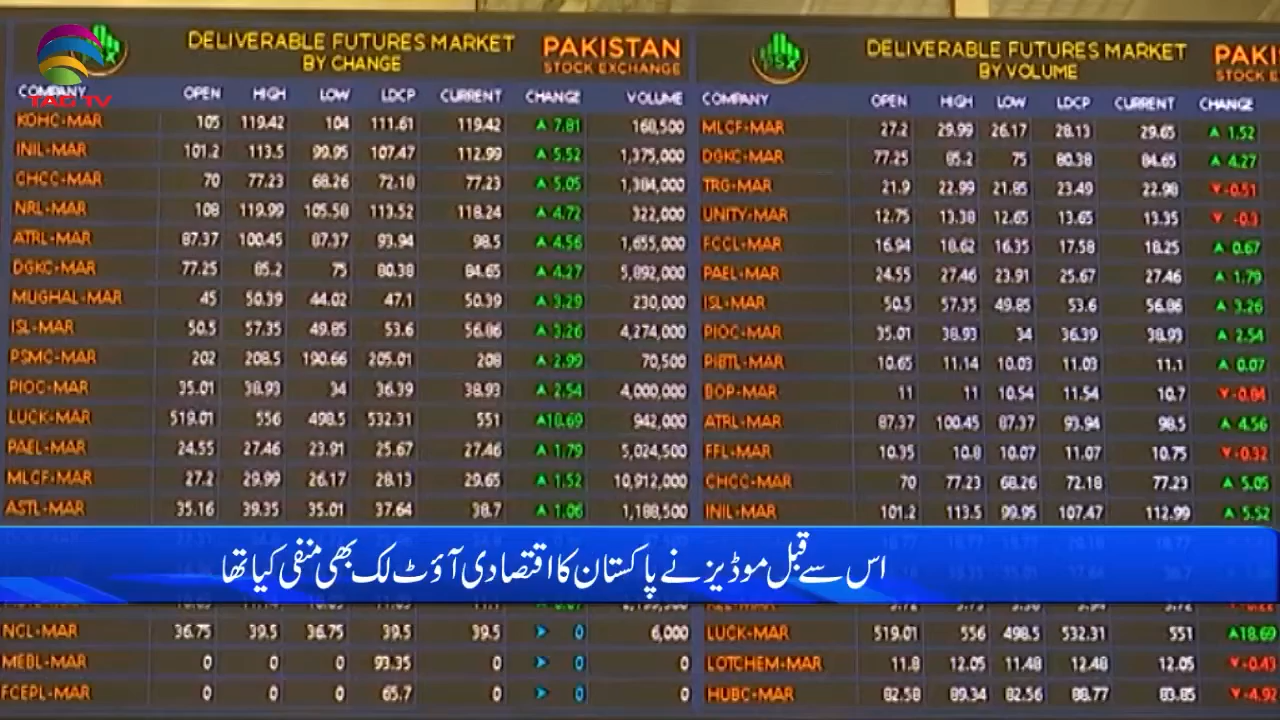 TAG TV
DELIVERABLE FUTURES MARKET
BY CHANGE
PAKISTAN
STOCK EXCHANGE
COMPANY OPEN HIGH LOW LDCP CURRENT CHANGE VOLUME
KOHC-MAR 105 119.42 104 111.61 119.42 7.81 160,500
INIL-MAR 101.2 113.5 99.95 107.47 112.99 5.52 1,375,000
CHCC-MAR 70 77.23 68.26 72.18 77.23 5.05 1,384,000
NRL-MAR 108 119.99 105.58 113.52 118.24 4.72 322,000
ATRL-MAR 87.37 100.45 87.37 93.94 98.5 4.56 1,655,000
DGKC-MAR 77.25 85.2 75 80.38 84.65 4.27 5,892,000
MUGHAL-MAR 45 50.39 44.02 47.1 50.39 3.29 230,000
ISL-MAR 50.5 57.35 49.85 53.6 56.86 3.26 4,274,000
PSMC-MAR 202 208.5 190.66 205.01 208 2.99 70,500
PIOC-MAR 35.01 38.93 34 36.39 38.93 2.54 4,000,000
LUCK-MAR 519.01 556 498.5 532.31 551 18.69 942,000
PAEL-MAR 24.55 27.46 23.91 25.67 27.46 1.79 5,024,500
MLCF-MAR 27.2 29.99 26.17 28.13 29.65 1.52 10,912,000
ASTL-MAR 35.16 39.35 35.01 37.64 38.7 1.06 1,188,500
NCL-MAR 36.75 39.5 36.75 39.5 39.5 0 6,000
MEBL-MAR 0 0 0 93.35 0 0 0
FCEPL-MAR 0 0 0 65.7 0 0 0
PSX
DELIVERABLE FUTURES MARKET
BY VOLUME
PAKI
STOCK E
COMPANY OPEN HIGH LOW LDCP CURRENT CHANGE
MLCF-MAR 27.2 29.99 26.17 28.13 29.65 1.52
DGKC-MAR 77.25 85.2 75 80.38 84.65 4.27
TRG-MAR 21.9 22.99 21.85 23.49 22.98 -0.51
UNITY-MAR 12.75 13.38 12.65 13.65 13.35 -0.3
FCCL-MAR 16.94 18.62 16.35 17.58 18.25 0.67
PAEL-MAR 24.55 27.46 23.91 25.67 27.46 1.79
ISL-MAR 50.5 57.35 49.85 53.6 56.86 3.26
PIOC-MAR 35.01 38.93 34 36.39 38.93 2.54
PIBTL-MAR 10.65 11.14 10.03 11.03 11.1 0.07
BOP-MAR 11 11 10.54 11.54 10.7 -0.84
ATRL-MAR 87.37 100.45 87.37 93.94 98.5 4.56
FFL-MAR 10.35 10.8 10.07 11.07 10.75 -0.32
CHCC-MAR 70 77.23 68.26 72.18 77.23 5.05
INIL-MAR 101.2 113.5 99.95 107.47 112.99 5.52
LUCK-MAR 519.01 556 498.5 532.31 551 18.69
LOTCHEM-MAR 11.8 12.05 11.48 12.48 12.05 -0.43
HUBC-MAR 82.58 89.34 82.56 88.77 83.85 -4.92
اس سے قبل موڈیز نے پاکستان کا اقتصادی آؤٹ لک بھی منفی کیا تھا